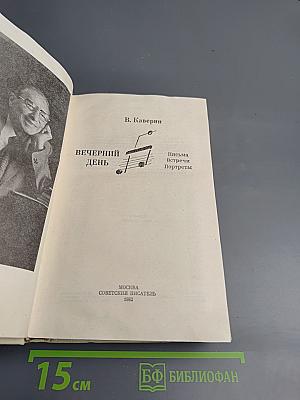 В. Каверин
ВЕЧЕРНИЙ
ДЕНЬ
Письма
Встречи
Портреты
МОСКВА
СОВЕТСКИЙ ПИСАТЕЛЬ
1982
15 см
БФ БИБЛИОФАН